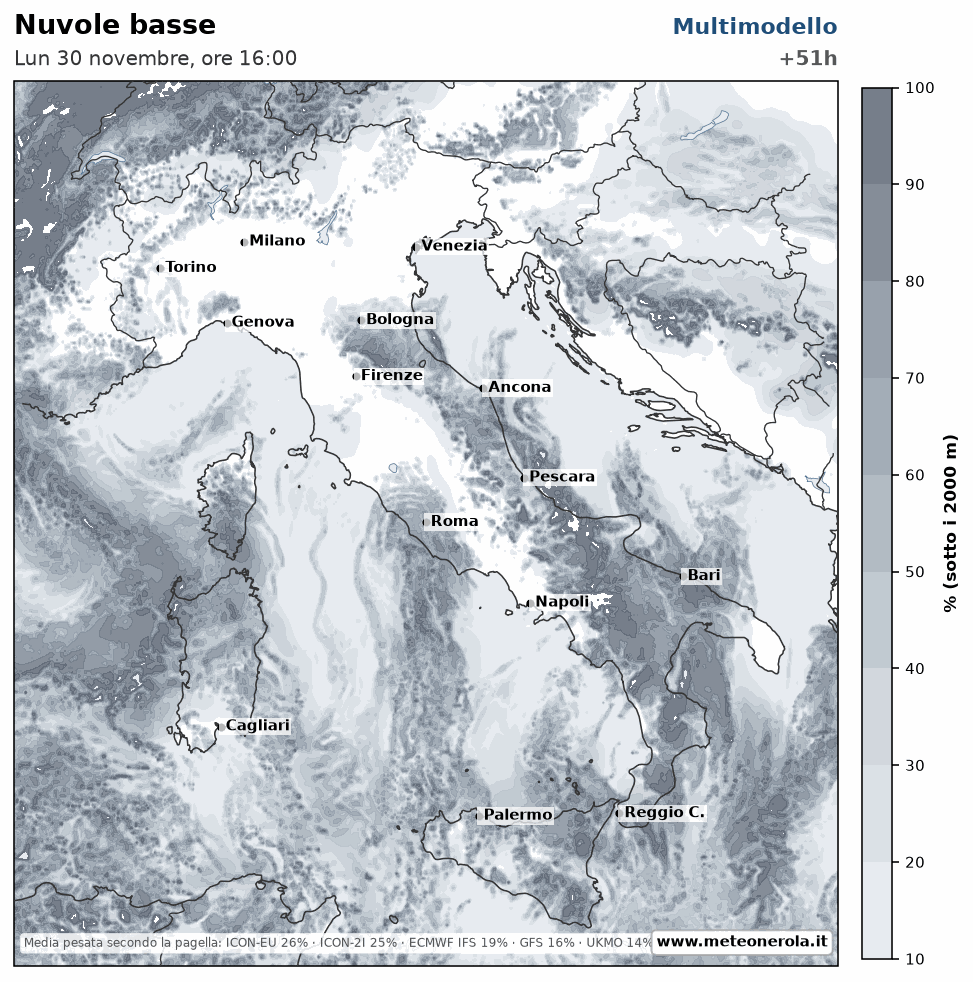 Nuvole basse
Multimodello
Lun 30 novembre, ore 16:00
+51h
100
90
80
70
60
50
40
30
20
10
% (sotto i 2000 m)
Milano
Venezia
Torino
Genova
Bologna
Firenze
Ancona
Pescara
Roma
Bari
Napoli
Cagliari
Palermo
Reggio C.
Media pesata secondo la pagella: ICON-EU 26% · ICON-2I 25% · ECMWF IFS 19% · GFS 16% · UKMO 14%
www.meteonerola.it